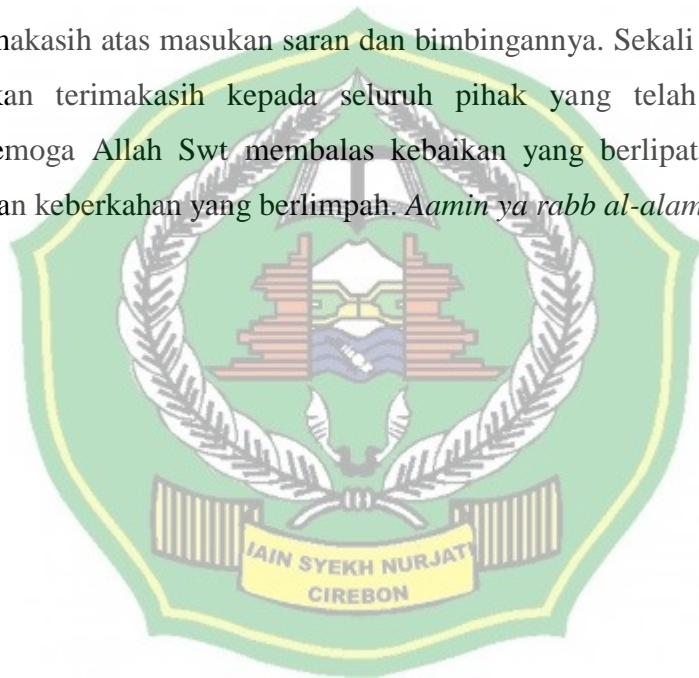 nakasih atas masukan saran dan bimbingannya. Sekali
kan terimakasih kepada seluruh pihak yang telah
emoga Allah Swt membalas kebaikan yang berlipat
an keberkahan yang berlimpah. Aamin ya rabb al-alam
IAIN SYEKH NURJATI
CIREBON